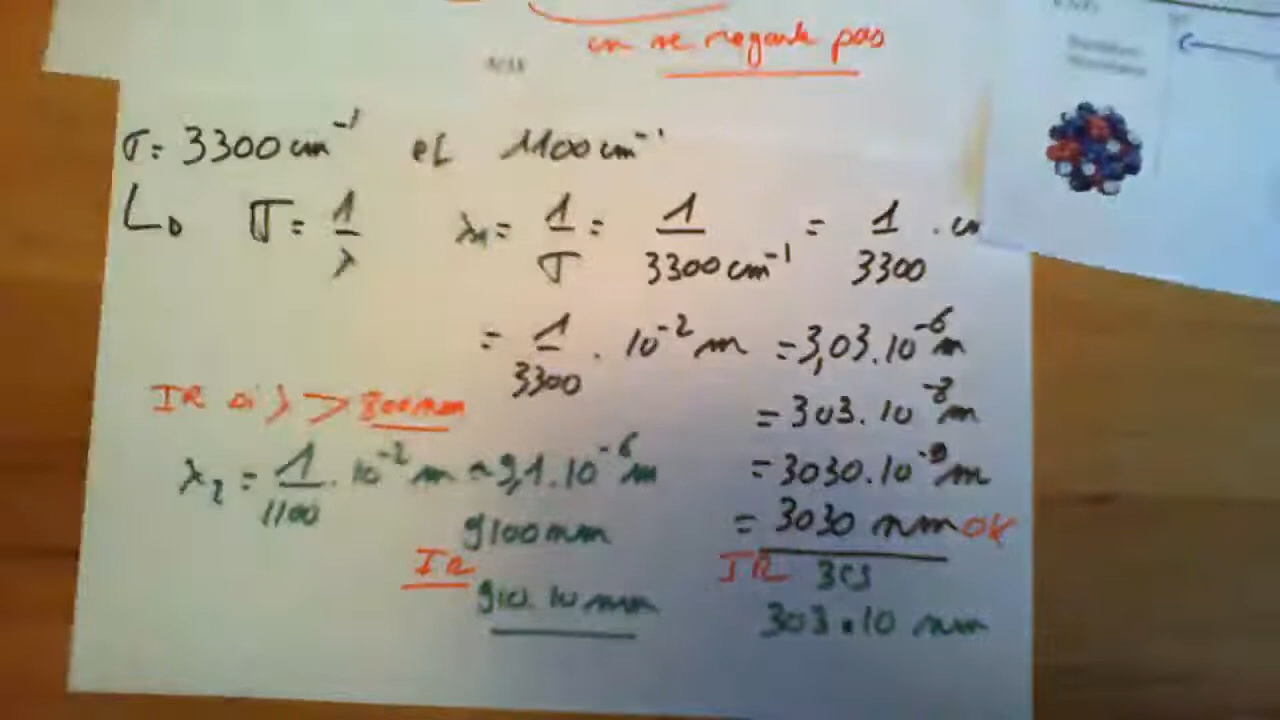 on ne regarde pas
σ = 3300 cm⁻¹ et 1100 cm⁻¹
σ = 1/λ λ₁ = 1/σ = 1/3300 cm⁻¹ = 1/3300 . cm
= 1/3300 . 10⁻² m = 3,03.10⁻⁶ m
IR si λ > 800 nm = 303.10⁻⁸ m
λ₂ = 1/1100 . 10⁻² m = 9,1.10⁻⁶ m = 3030.10⁻⁹ m
9100 nm = 3030 nm OK
IR IR 303
910.10 nm 303.10 nm